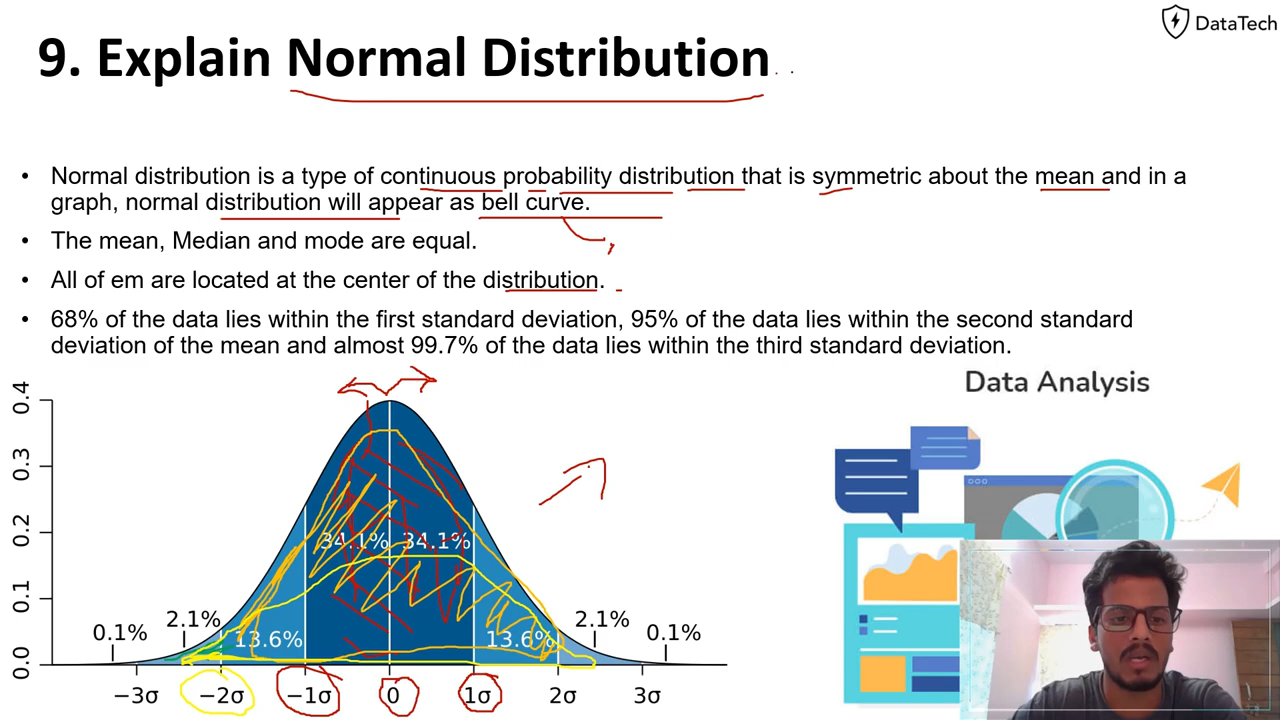 DataTech
9. Explain Normal Distribution
• Normal distribution is a type of continuous probability distribution that is symmetric about the mean and in a
graph, normal distribution will appear as bell curve.
• The mean, Median and mode are equal.
• All of em are located at the center of the distribution.
• 68% of the data lies within the first standard deviation, 95% of the data lies within the second standard
deviation of the mean and almost 99.7% of the data lies within the third standard deviation.
Data Analysis
0.4
0.3
0.2
0.1
0.0
34.1% 34.1%
0.1% 2.1% 13.6% 13.6% 2.1% 0.1%
−3σ −2σ −1σ 0 1σ 2σ 3σ